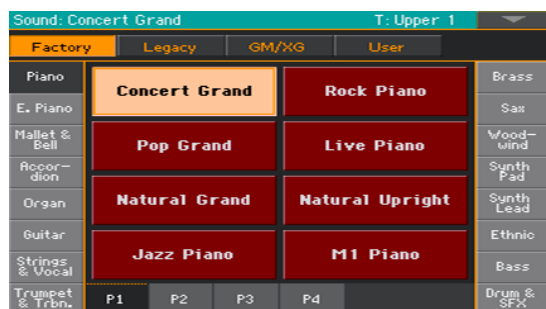 Sound: Concert Grand T: Upper 1
Factory Legacy GM/XG User
Piano
E. Piano
Mallet &
Bell
Accor-
dion
Organ
Guitar
Strings
& Vocal
Trumpet
& Trbn.
Concert Grand Rock Piano
Pop Grand Live Piano
Natural Grand Natural Upright
Jazz Piano M1 Piano
P1 P2 P3 P4
Brass
Sax
Wood-
wind
Synth
Pad
Synth
Lead
Ethnic
Bass
Drum &
SFX